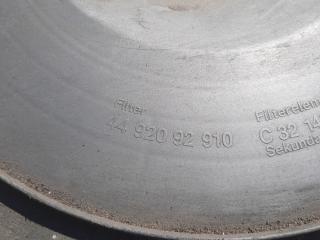 Filter
44 920 92 910
Filterelem
C 32 14
Sekunda